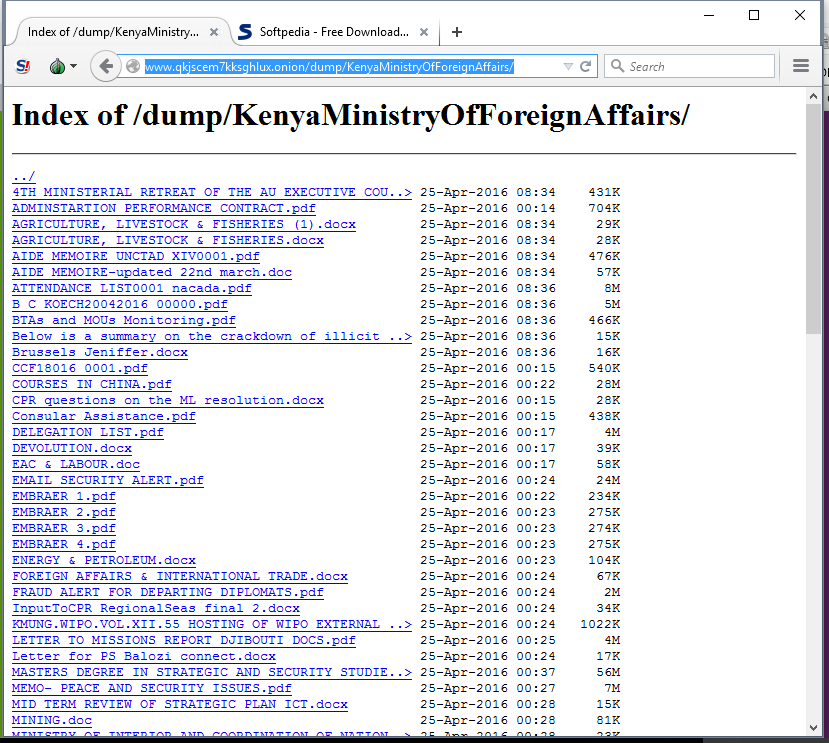 Index of /dump/KenyaMinistry...
Softpedia - Free Download...
www.qkjscem7kksghlux.onion/dump/KenyaMinistryOfForeignAffairs/
Search
Index of /dump/KenyaMinistryOfForeignAffairs/
../
4TH MINISTERIAL RETREAT OF THE AU EXECUTIVE COU..> 25-Apr-2016 08:34 431K
ADMINSTARTION PERFORMANCE CONTRACT.pdf 25-Apr-2016 00:14 704K
AGRICULTURE, LIVESTOCK & FISHERIES (1).docx 25-Apr-2016 08:34 29K
AGRICULTURE, LIVESTOCK & FISHERIES.docx 25-Apr-2016 08:34 28K
AIDE MEMOIRE UNCTAD XIV0001.pdf 25-Apr-2016 08:34 476K
AIDE MEMOIRE-updated 22nd march.doc 25-Apr-2016 08:34 57K
ATTENDANCE LIST0001 nacada.pdf 25-Apr-2016 08:36 8M
B C KOECH20042016_00000.pdf 25-Apr-2016 08:36 5M
BTAs and MOUs Monitoring.pdf 25-Apr-2016 08:36 466K
Below is a summary on the crackdown of illicit ..> 25-Apr-2016 08:36 15K
Brussels Jeniffer.docx 25-Apr-2016 08:36 16K
CCF18016_0001.pdf 25-Apr-2016 00:15 540K
COURSES IN CHINA.pdf 25-Apr-2016 00:22 28M
CPR questions on the ML resolution.docx 25-Apr-2016 00:15 28K
Consular Assistance.pdf 25-Apr-2016 00:15 438K
DELEGATION LIST.pdf 25-Apr-2016 00:17 4M
DEVOLUTION.docx 25-Apr-2016 00:17 39K
EAC & LABOUR.doc 25-Apr-2016 00:17 58K
EMAIL SECURITY ALERT.pdf 25-Apr-2016 00:24 24M
EMBRAER 1.pdf 25-Apr-2016 00:22 234K
EMBRAER 2.pdf 25-Apr-2016 00:23 275K
EMBRAER 3.pdf 25-Apr-2016 00:23 274K
EMBRAER 4.pdf 25-Apr-2016 00:23 275K
ENERGY & PETROLEUM.docx 25-Apr-2016 00:23 104K
FOREIGN AFFAIRS & INTERNATIONAL TRADE.docx 25-Apr-2016 00:24 67K
FRAUD ALERT FOR DEPARTING DIPLOMATS.pdf 25-Apr-2016 00:24 2M
InputToCPR RegionalSeas final 2.docx 25-Apr-2016 00:24 34K
KMUNG.WIPO.VOL.XII.55 HOSTING OF WIPO EXTERNAL ..> 25-Apr-2016 00:24 1022K
LETTER TO MISSIONS REPORT DJIBOUTI DOCS.pdf 25-Apr-2016 00:25 4M
Letter for PS Balozi connect.docx 25-Apr-2016 00:24 17K
MASTERS DEGREE IN STRATEGIC AND SECURITY STUDIE..> 25-Apr-2016 00:37 56M
MEMO- PEACE AND SECURITY ISSUES.pdf 25-Apr-2016 00:27 7M
MID TERM REVIEW OF STRATEGIC PLAN ICT.docx 25-Apr-2016 00:28 15K
MINING.doc 25-Apr-2016 00:28 81K
MINISTRY OF INTERIOR AND COORDINATION OF NATION..> 25-Apr-2016 00:28 23K